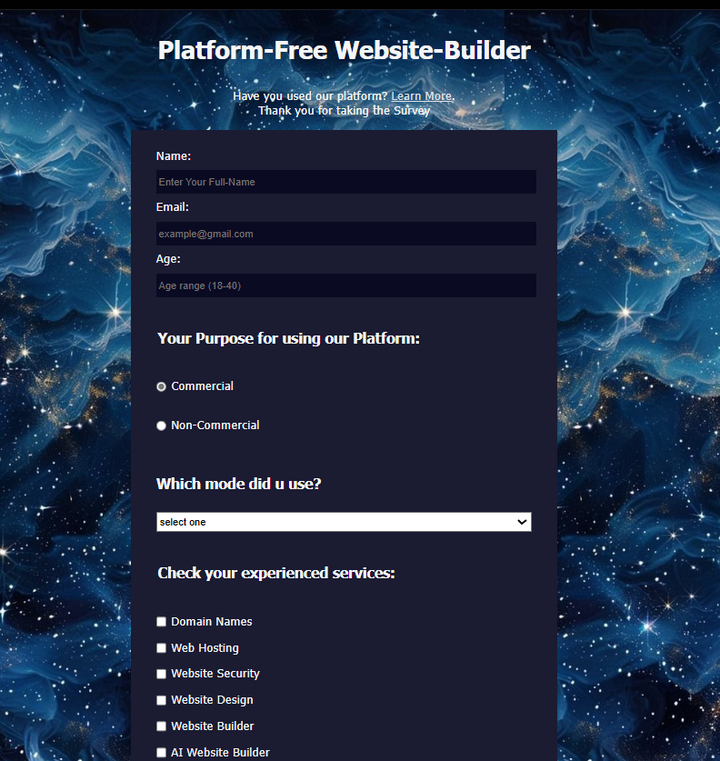 Platform-Free Website-Builder
Have you used our platform? Learn More.
Thank you for taking the Survey
Name:
Enter Your Full-Name
Email:
example@gmail.com
Age:
Age range (18-40)
Your Purpose for using our Platform:
Commercial
Non-Commercial
Which mode did u use?
select one
Check your experienced services:
Domain Names
Web Hosting
Website Security
Website Design
Website Builder
AI Website Builder